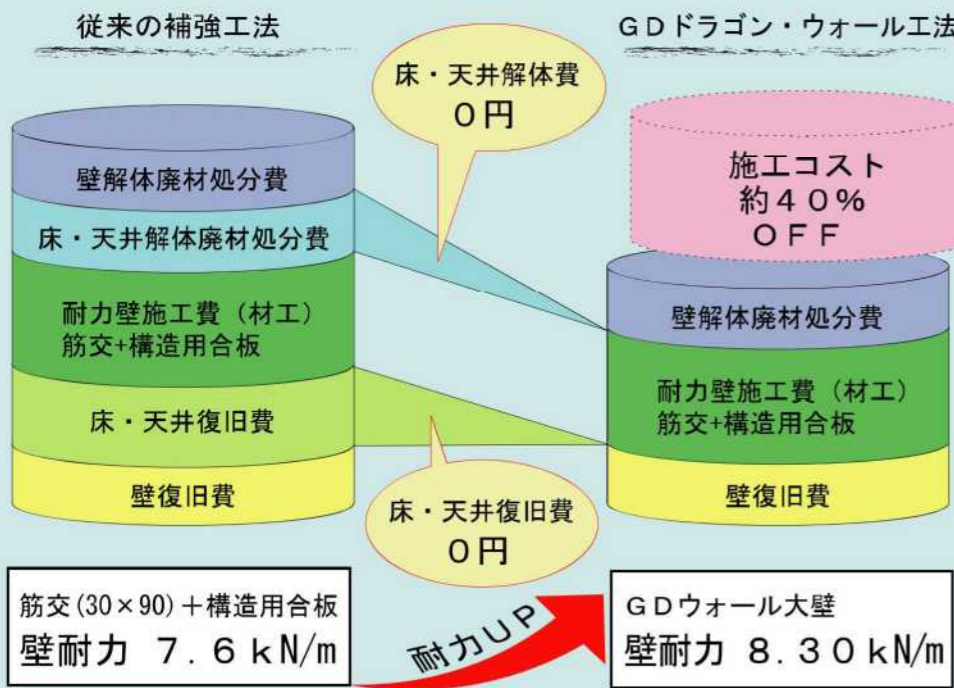 従来の補強工法
GDドラゴン・ウォール工法
床・天井解体費
0円
壁解体廃材処分費
床・天井解体廃材処分費
耐力壁施工費(材工)
筋交+構造用合板
床・天井復旧費
壁復旧費
施工コスト
約40%
OFF
壁解体廃材処分費
耐力壁施工費(材工)
筋交+構造用合板
壁復旧費
床・天井復旧費
0円
筋交(30×90)+構造用合板
壁耐力 7.6kN/m
耐力UP
GDウォール大壁
壁耐力 8.30kN/m